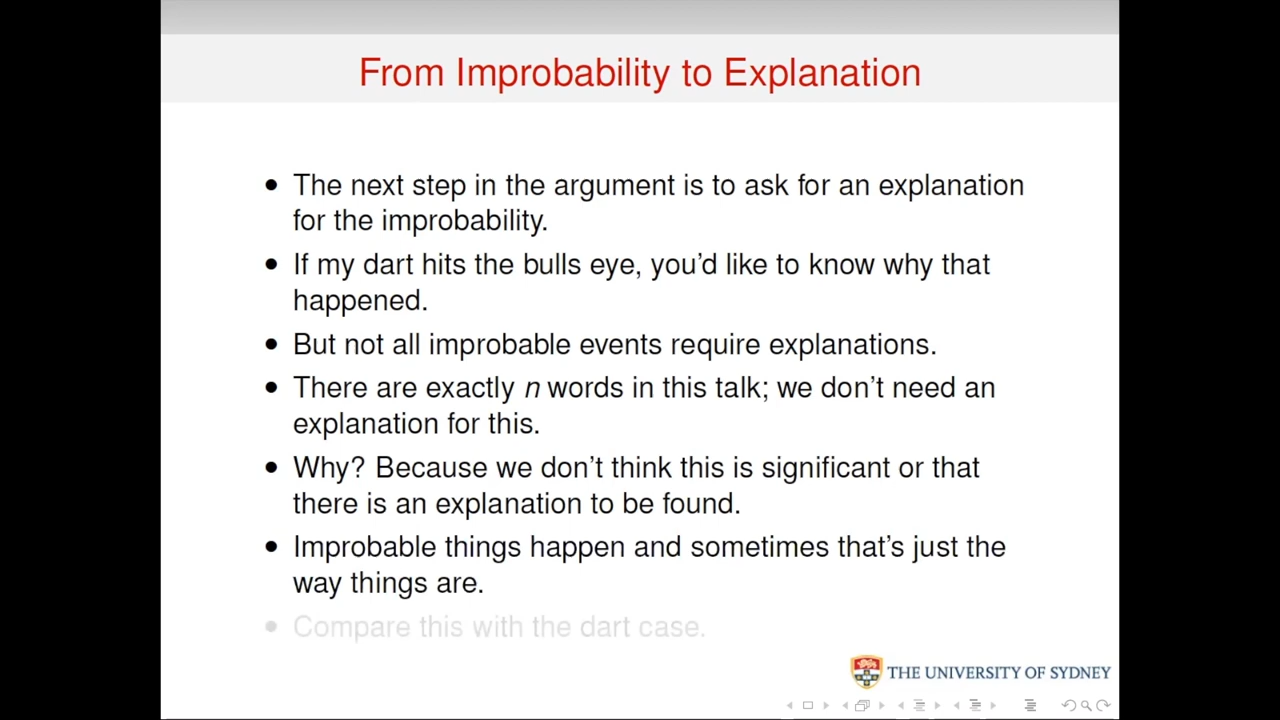 From Improbability to Explanation
• The next step in the argument is to ask for an explanation
for the improbability.
• If my dart hits the bulls eye, you'd like to know why that
happened.
• But not all improbable events require explanations.
• There are exactly n words in this talk; we don't need an
explanation for this.
• Why? Because we don't think this is significant or that
there is an explanation to be found.
• Improbable things happen and sometimes that's just the
way things are.
• Compare this with the dart case.
THE UNIVERSITY OF SYDNEY